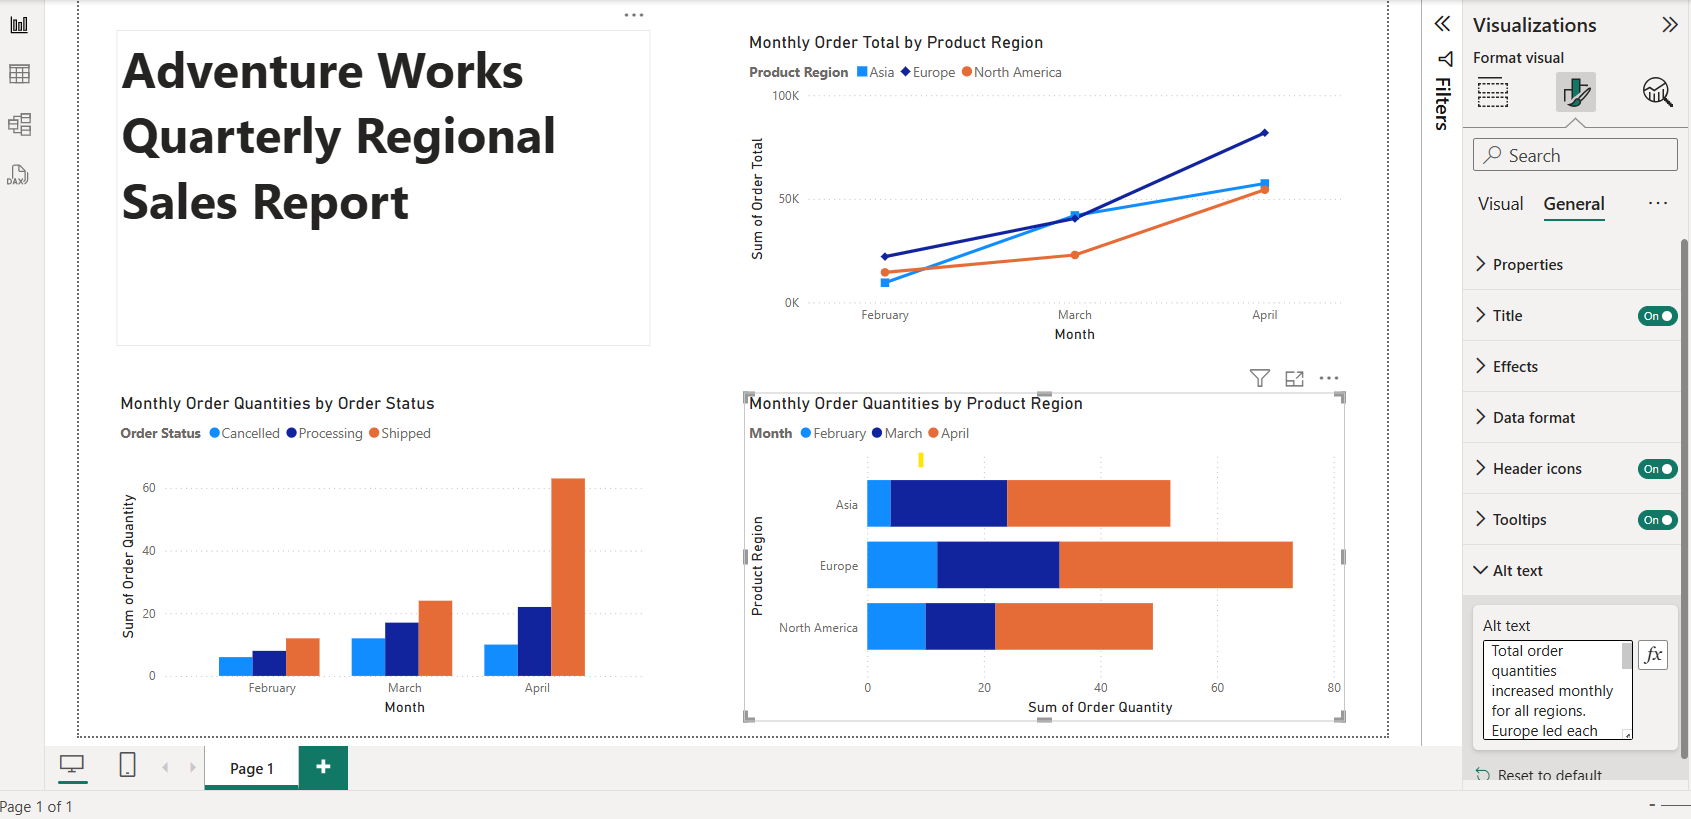 Adventure Works
Quarterly Regional
Sales Report
Monthly Order Total by Product Region
Product Region Asia Europe North America
100K
50K
0K
Sum of Order Total
February March April
Month
Monthly Order Quantities by Order Status
Order Status Cancelled Processing Shipped
60
40
20
0
Sum of Order Quantity
February March April
Month
Monthly Order Quantities by Product Region
Month February March April
Product Region
Asia
Europe
North America
0 20 40 60 80
Sum of Order Quantity
Filters
Visualizations
Format visual
Search
Visual General
Properties
Title On
Effects
Data format
Header icons On
Tooltips On
Alt text
Alt text
Total order
quantities
increased monthly
for all regions.
Europe led each
fx
Reset to default
DAX
Page 1
+
Page 1 of 1
-